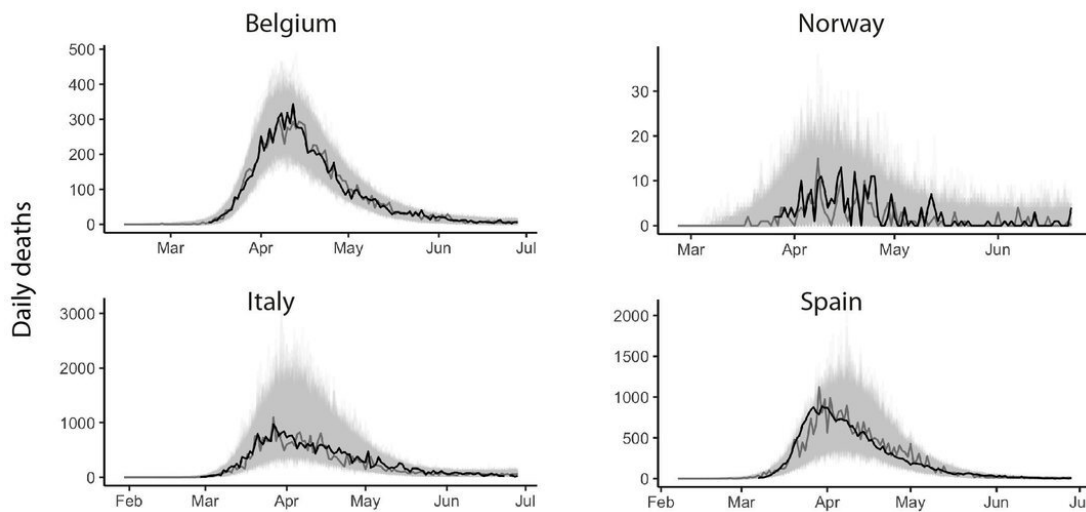 Belgium
Norway
Daily deaths
500
400
300
200
100
0
Mar Apr May Jun Jul
30
20
10
0
Mar Apr May Jun
Italy
Spain
3000
2000
1000
0
Feb Mar Apr May Jun Jul
2000
1500
1000
500
0
Feb Mar Apr May Jun Ju